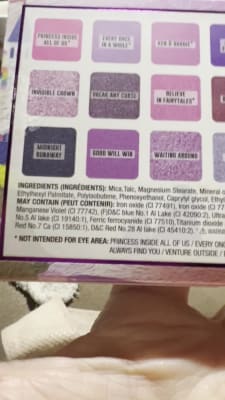 PRINCESS INSIDE
ALL OF US*
EVERY ONCE
IN A WHILE*
INVISIBLE CROWN
BREAK ANY CURSE
BELIEVE
IN FAIRYTALES*
MIDNIGHT
RUNAWAY
GOOD WILL WIN
WAITING AROUND
INGREDIENTS (INGRÉDIENTS): Mica, Talc, Magnesium Stearate, Mineral o
Ethylhexyl Palmitate, Polyisobutene, Phenoxyethanol, Caprylyl glycol, Eth
MAY CONTAIN (PEUT CONTENIR): Iron oxide (CI 77491), Iron oxide (CI 77
Manganese Violet (CI 77742), (F)D&C blue No.1 Al Lake (CI 42090:2), Ultra
No.5 Al lake (CI 19140:1), Ferric ferrocyanide (CI 77510), Titanium dioxide
Red No.7 Ca (CI 15850:1), D&C Red No.28 Al lake (CI 45410:2).
* NOT INTENDED FOR EYE AREA: PRINCESS INSIDE ALL OF US / EVERY ON
ALWAYS FIND YOU / VENTURE OUTSIDE /